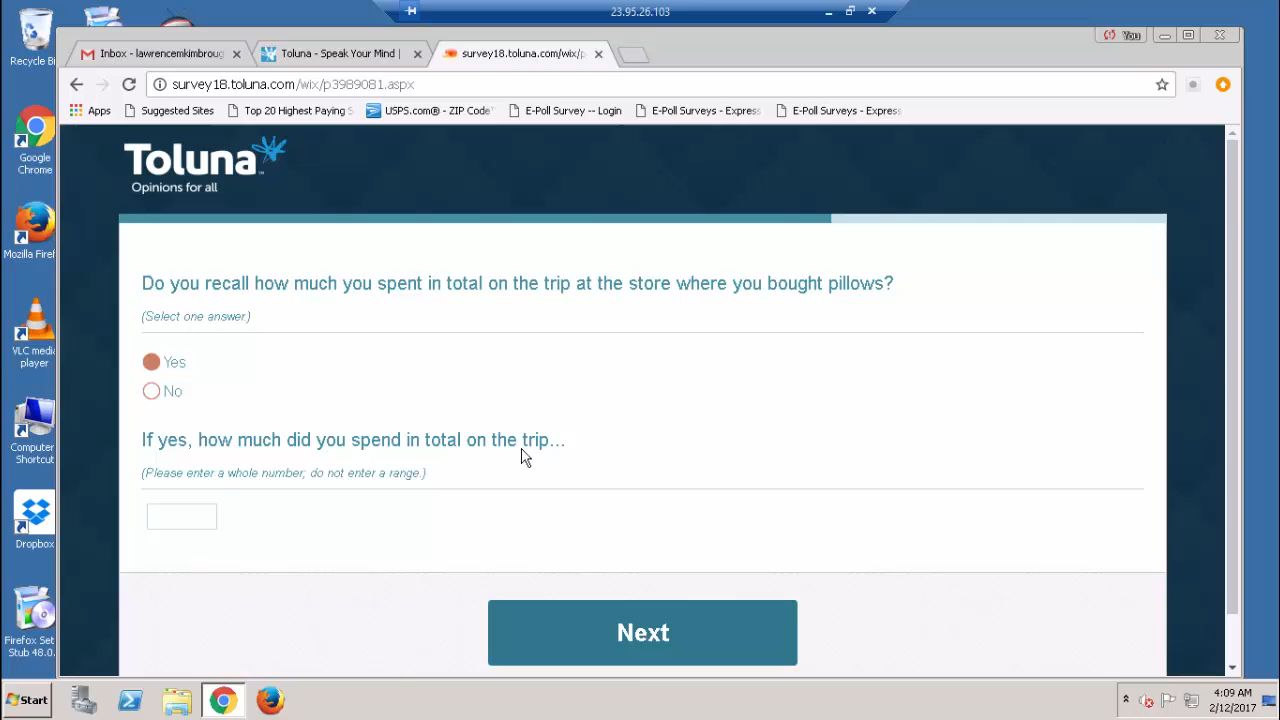 23.95.26.103
Recycle Bi
Inbox - lawrencemkimbroug
Toluna - Speak Your Mind |
survey18.toluna.com/wix/p
You
survey18.toluna.com/wix/p3989081.aspx
Apps
Suggested Sites
Top 20 Highest Paying S
USPS.com® - ZIP Code
E-Poll Survey -- Login
E-Poll Surveys - Express
E-Poll Surveys - Express
Google
Chrome
Mozilla Firef
VLC medi
player
Computer
Shortcut
Dropbox
Firefox Set
Stub 48.0.
Toluna
Opinions for all
Do you recall how much you spent in total on the trip at the store where you bought pillows?
(Select one answer.)
Yes
No
If yes, how much did you spend in total on the trip...
(Please enter a whole number; do not enter a range.)
Next
Start
4:09 AM
2/12/2017